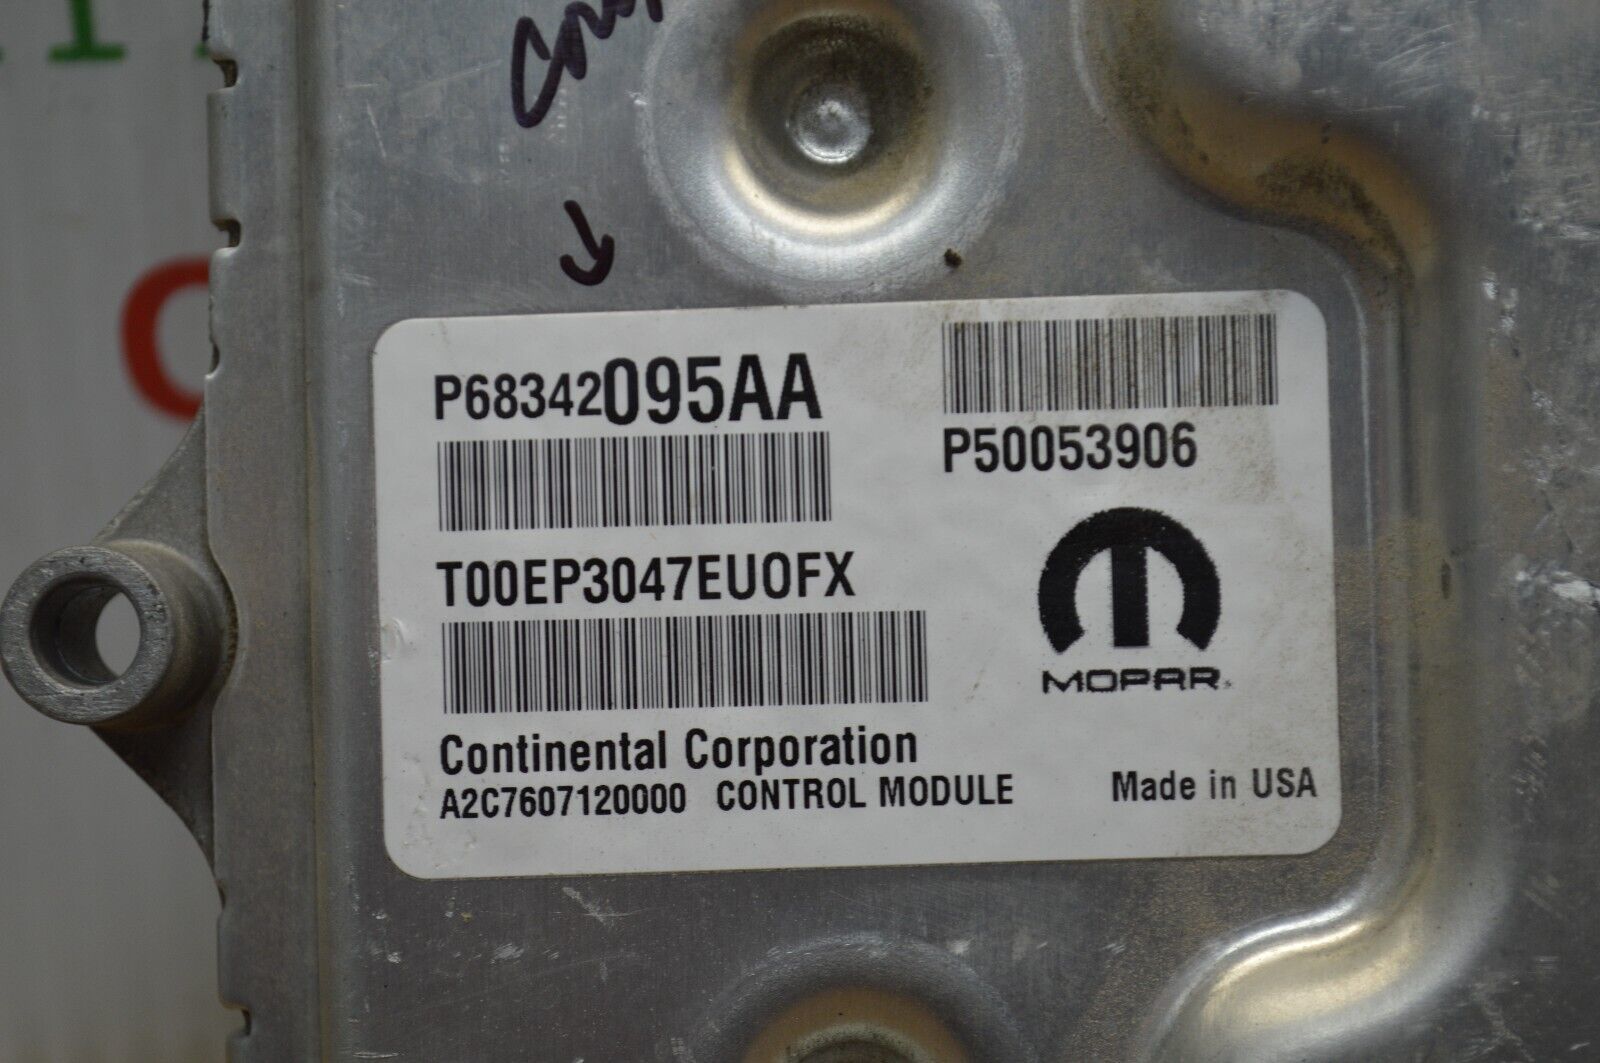 P68342095AA
P50053906
T00EP3047EU0FX
MOPAR
Continental Corporation
A2C7607120000 CONTROL MODULE
Made in USA